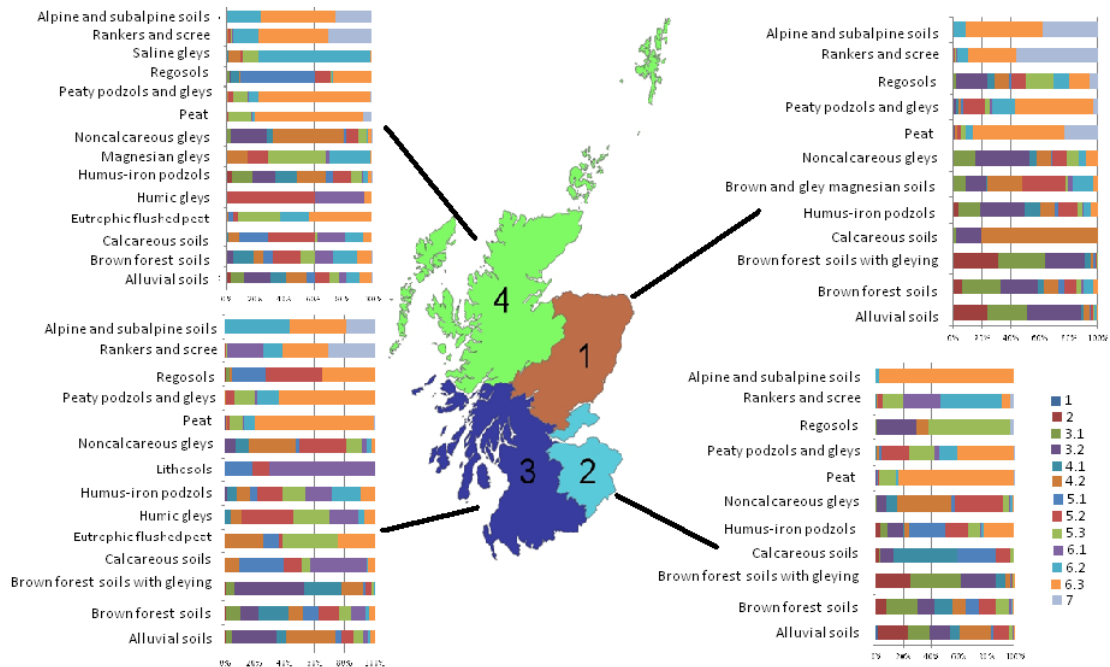 Alpine and subalpine soils
Rankers and scree
Saline gleys
Regosols
Peaty podzols and gleys
Peat
Noncalcareous gleys
Magnesian gleys
Humus-iron podzols
Humic gleys
Eutrophic flushed peat
Calcareous soils
Brown forest soils
Alluvial soils
0% 20% 40% 60% 80% 100%
Alpine and subalpine soils
Rankers and scree
Regosols
Peaty podzols and gleys
Peat
Noncalcareous gleys
Brown and gley magnesian soils
Humus-iron podzols
Calcareous soils
Brown forest soils with gleying
Brown forest soils
Alluvial soils
0% 20% 40% 60% 80% 100%
4
1
3
2
Alpine and subalpine soils
Rankers and scree
Regosols
Peaty podzols and gleys
Peat
Noncalcareous gleys
Lithosols
Humus-iron podzols
Humic gleys
Eutrophic flushed peat
Calcareous soils
Brown forest soils with gleying
Brown forest soils
Alluvial soils
0% 20% 40% 60% 80% 100%
Alpine and subalpine soils
Rankers and scree
Regosols
Peaty podzols and gleys
Peat
Noncalcareous gleys
Humus-iron podzols
Calcareous soils
Brown forest soils with gleying
Brown forest soils
Alluvial soils
0% 20% 40% 60% 80% 100%
1
2
3.1
3.2
4.1
4.2
5.1
5.2
5.3
6.1
6.2
6.3
7